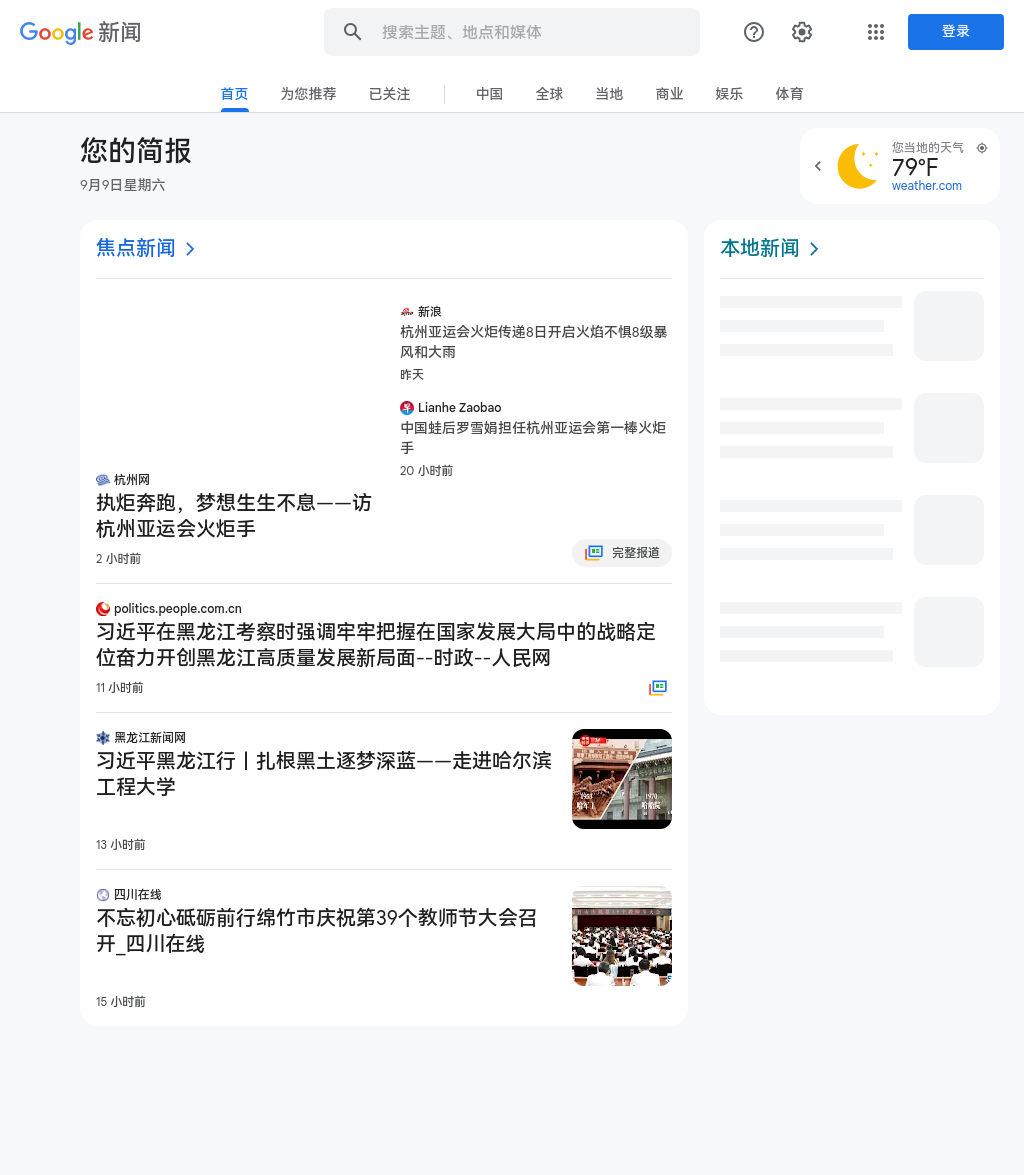 Google 新闻
搜索主题、地点和媒体
登录
首页
为您推荐
已关注
中国
全球
当地
商业
娱乐
体育
您的简报
9月9日星期六
您当地的天气
79°F
weather.com
焦点新闻
新浪
杭州亚运会火炬传递8日开启火焰不惧8级暴
风和大雨
昨天
Lianhe Zaobao
中国蛙后罗雪娟担任杭州亚运会第一棒火炬
手
20 小时前
杭州网
执炬奔跑，梦想生生不息——访
杭州亚运会火炬手
2 小时前
完整报道
politics.people.com.cn
习近平在黑龙江考察时强调牢牢把握在国家发展大局中的战略定
位奋力开创黑龙江高质量发展新局面--时政--人民网
11 小时前
黑龙江新闻网
习近平黑龙江行丨扎根黑土逐梦深蓝——走进哈尔滨
工程大学
1953
1970
13 小时前
四川在线
不忘初心砥砺前行绵竹市庆祝第39个教师节大会召
开_四川在线
15 小时前
本地新闻